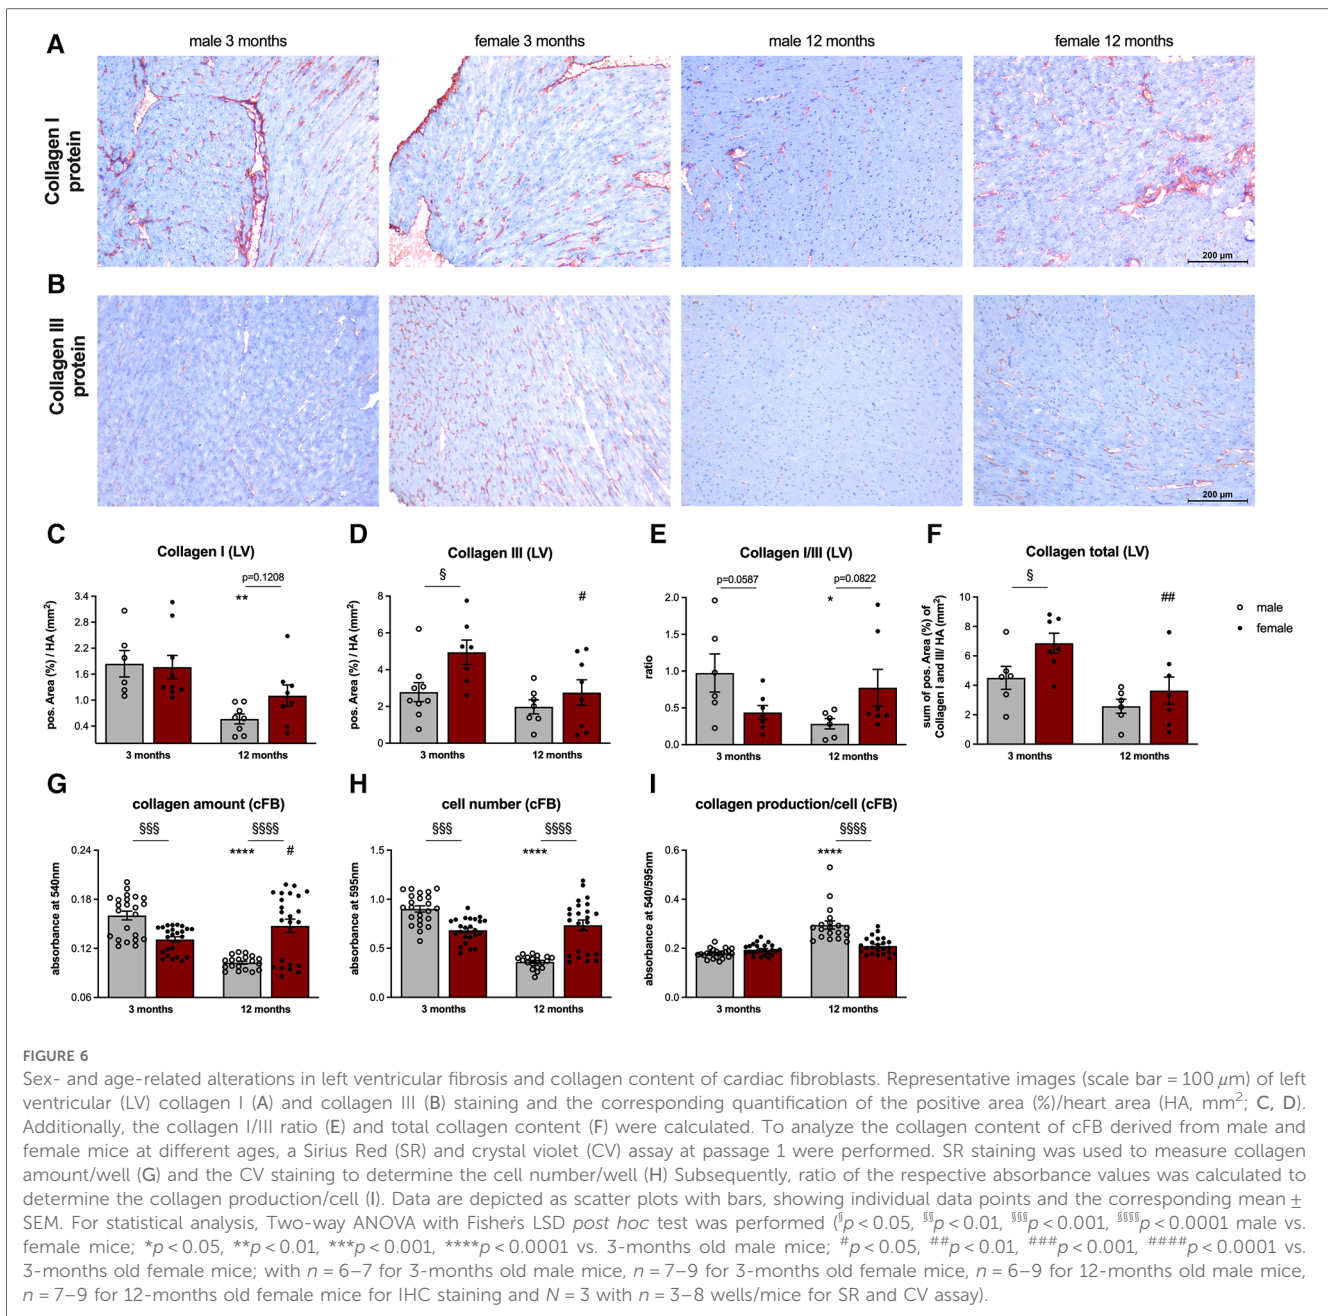 A
male 3 months
female 3 months
male 12 months
female 12 months
Collagen I
protein
200 µm
B
Collagen III
protein
200 µm
C
Collagen I (LV)
pos. Area (%) / HA (mm²)
3.4
2.8
2.2
1.6
1.0
0.4
**
p=0.1208
3 months
12 months
D
Collagen III (LV)
pos. Area (%) / HA (mm²)
8
6
4
2
0
§
#
3 months
12 months
E
Collagen I/III (LV)
ratio
2.0
1.5
1.0
0.5
0.0
p=0.0587
p=0.0822
*
3 months
12 months
F
Collagen total (LV)
sum of pos. Area (%) of
Collagen I and III/ HA (mm²)
10
8
6
4
2
0
§
##
3 months
12 months
male
female
G
collagen amount (cFB)
absorbance at 540nm
0.24
0.18
0.12
0.06
§§§
§§§§
****
#
3 months
12 months
H
cell number (cFB)
absorbance at 595nm
1.5
1.0
0.5
0.0
§§§
§§§§
****
3 months
12 months
I
collagen production/cell (cFB)
absorbance at 540/595nm
0.6
0.4
0.2
0.0
§§§§
****
3 months
12 months
FIGURE 6
Sex- and age-related alterations in left ventricular fibrosis and collagen content of cardiac fibroblasts. Representative images (scale bar = 100 µm) of left
ventricular (LV) collagen I (A) and collagen III (B) staining and the corresponding quantification of the positive area (%)/heart area (HA, mm²; C, D).
Additionally, the collagen I/III ratio (E) and total collagen content (F) were calculated. To analyze the collagen content of cFB derived from male and
female mice at different ages, a Sirius Red (SR) and crystal violet (CV) assay at passage 1 were performed. SR staining was used to measure collagen
amount/well (G) and the CV staining to determine the cell number/well (H) Subsequently, ratio of the respective absorbance values was calculated to
determine the collagen production/cell (I). Data are depicted as scatter plots with bars, showing individual data points and the corresponding mean ±
SEM. For statistical analysis, Two-way ANOVA with Fisheŕs LSD post hoc test was performed (§p < 0.05, §§p < 0.01, §§§p < 0.001, §§§§p < 0.0001 male vs.
female mice; *p < 0.05, **p < 0.01, ***p < 0.001, ****p < 0.0001 vs. 3-months old male mice; #p < 0.05, ##p < 0.01, ###p < 0.001, ####p < 0.0001 vs.
3-months old female mice; with n = 6–7 for 3-months old male mice, n = 7–9 for 3-months old female mice, n = 6–9 for 12-months old male mice,
n = 7–9 for 12-months old female mice for IHC staining and N = 3 with n = 3–8 wells/mice for SR and CV assay).